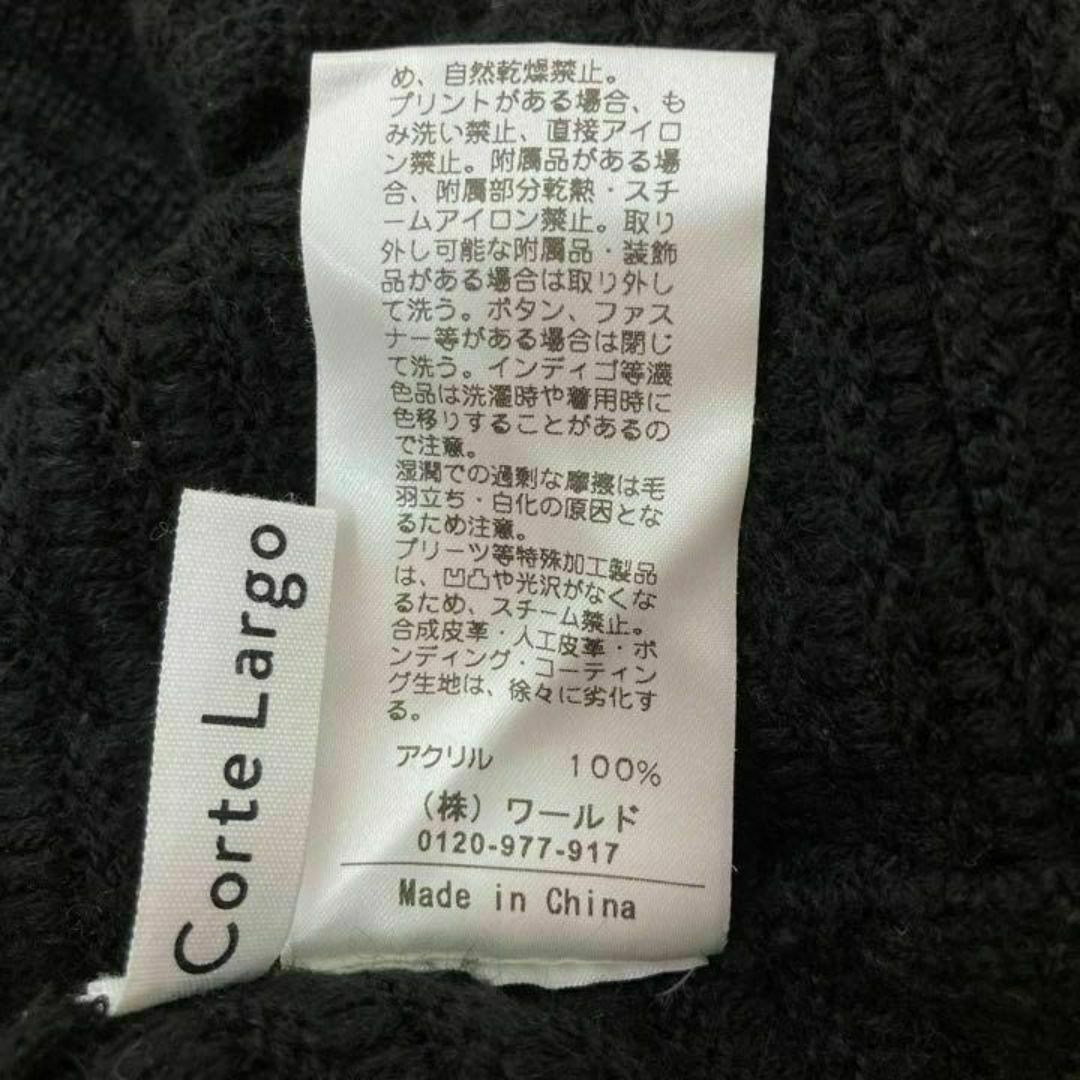 め、自然乾燥禁止。
プリントがある場合、も
み洗い禁止、直接アイロ
ン禁止。附属品がある場
合、附属部分乾熱・スチ
ームアイロン禁止。取り
外し可能な附属品・装飾
品がある場合は取り外し
て洗う。ボタン、ファス
ナー等がある場合は閉じ
て洗う。インディゴ等濃
色品は洗濯時や着用時に
色移りすることがあるの
で注意。
湿潤での過剰な摩擦は毛
羽立ち・白化の原因とな
るため注意。
プリーツ等特殊加工製品
は、凹凸や光沢がなくな
るため、スチーム禁止。
合成皮革・人工皮革・ボ
ンディング・コーティン
グ生地は、徐々に劣化す
る。
アクリル 100%
(株)ワールド
0120-977-917
Made in China
Corte Largo